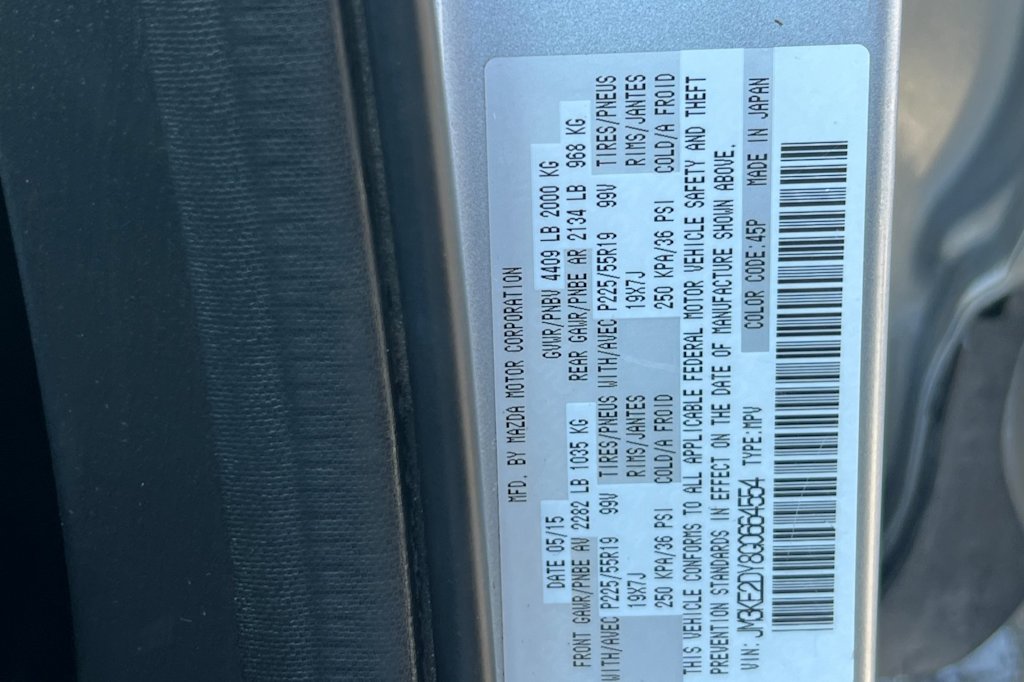 MFD. BY MAZDA MOTOR CORPORATION
DATE 05/15 GVWR/PNBV 4409 LB 2000 KG
FRONT GAWR/PNBE AV 2282 LB 1035 KG REAR GAWR/PNBE AR 2134 LB 968 KG
WITH/AVEC P225/55R19 99V TIRES/PNEUS WITH/AVEC P225/55R19 99V TIRES/PNEUS
19X7J RIMS/JANTES 19X7J RIMS/JANTES
250 KPA/36 PSI COLD/A FROID 250 KPA/36 PSI COLD/A FROID
THIS VEHICLE CONFORMS TO ALL APPLICABLE FEDERAL MOTOR VEHICLE SAFETY AND THEFT
PREVENTION STANDARDS IN EFFECT ON THE DATE OF MANUFACTURE SHOWN ABOVE.
VIN: JM3KE2DY8G0664554 TYPE:MPV COLOR CODE:45P MADE IN JAPAN